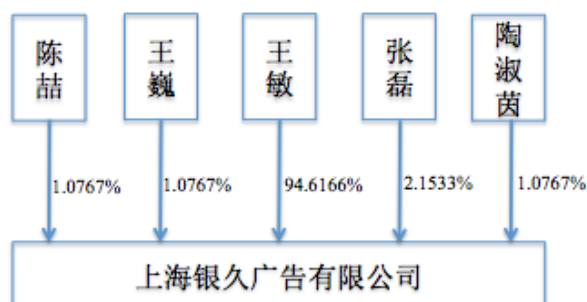 陈喆
王巍
王敏
张磊
陶淑茵
1.0767%
1.0767%
94.6166%
2.1533%
1.0767%
上海银久广告有限公司